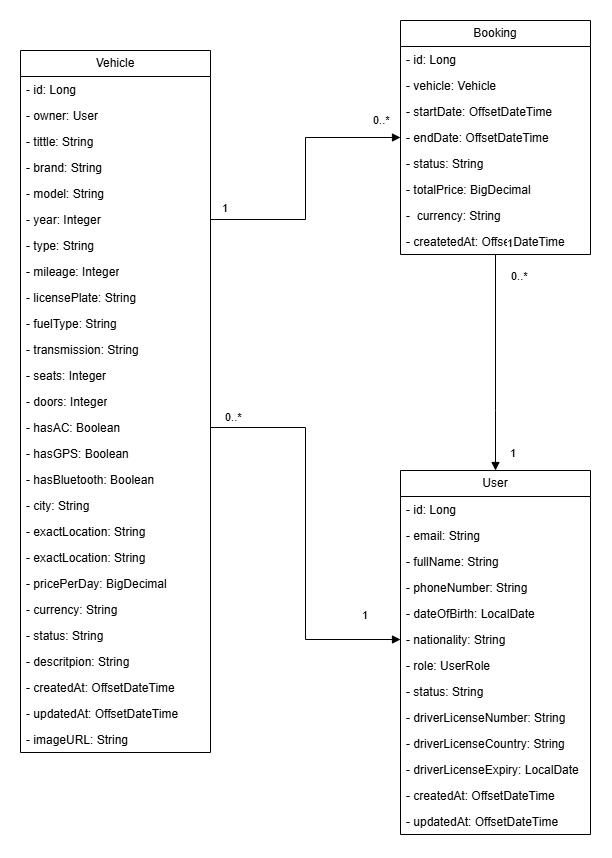 Vehicle
- id: Long
- owner: User
- tittle: String
- brand: String
- model: String
- year: Integer
- type: String
- mileage: Integer
- licensePlate: String
- fuelType: String
- transmission: String
- seats: Integer
- doors: Integer
- hasAC: Boolean
- hasGPS: Boolean
- hasBluetooth: Boolean
- city: String
- exactLocation: String
- exactLocation: String
- pricePerDay: BigDecimal
- currency: String
- status: String
- descritpion: String
- createdAt: OffsetDateTime
- updatedAt: OffsetDateTime
- imageURL: String
1
0..*
0..*
1
Booking
- id: Long
- vehicle: Vehicle
- startDate: OffsetDateTime
- endDate: OffsetDateTime
- status: String
- totalPrice: BigDecimal
- currency: String
- createtedAt: OffsetDateTime
1
0..*
1
User
- id: Long
- email: String
- fullName: String
- phoneNumber: String
- dateOfBirth: LocalDate
- nationality: String
- role: UserRole
- status: String
- driverLicenseNumber: String
- driverLicenseCountry: String
- driverLicenseExpiry: LocalDate
- createdAt: OffsetDateTime
- updatedAt: OffsetDateTime